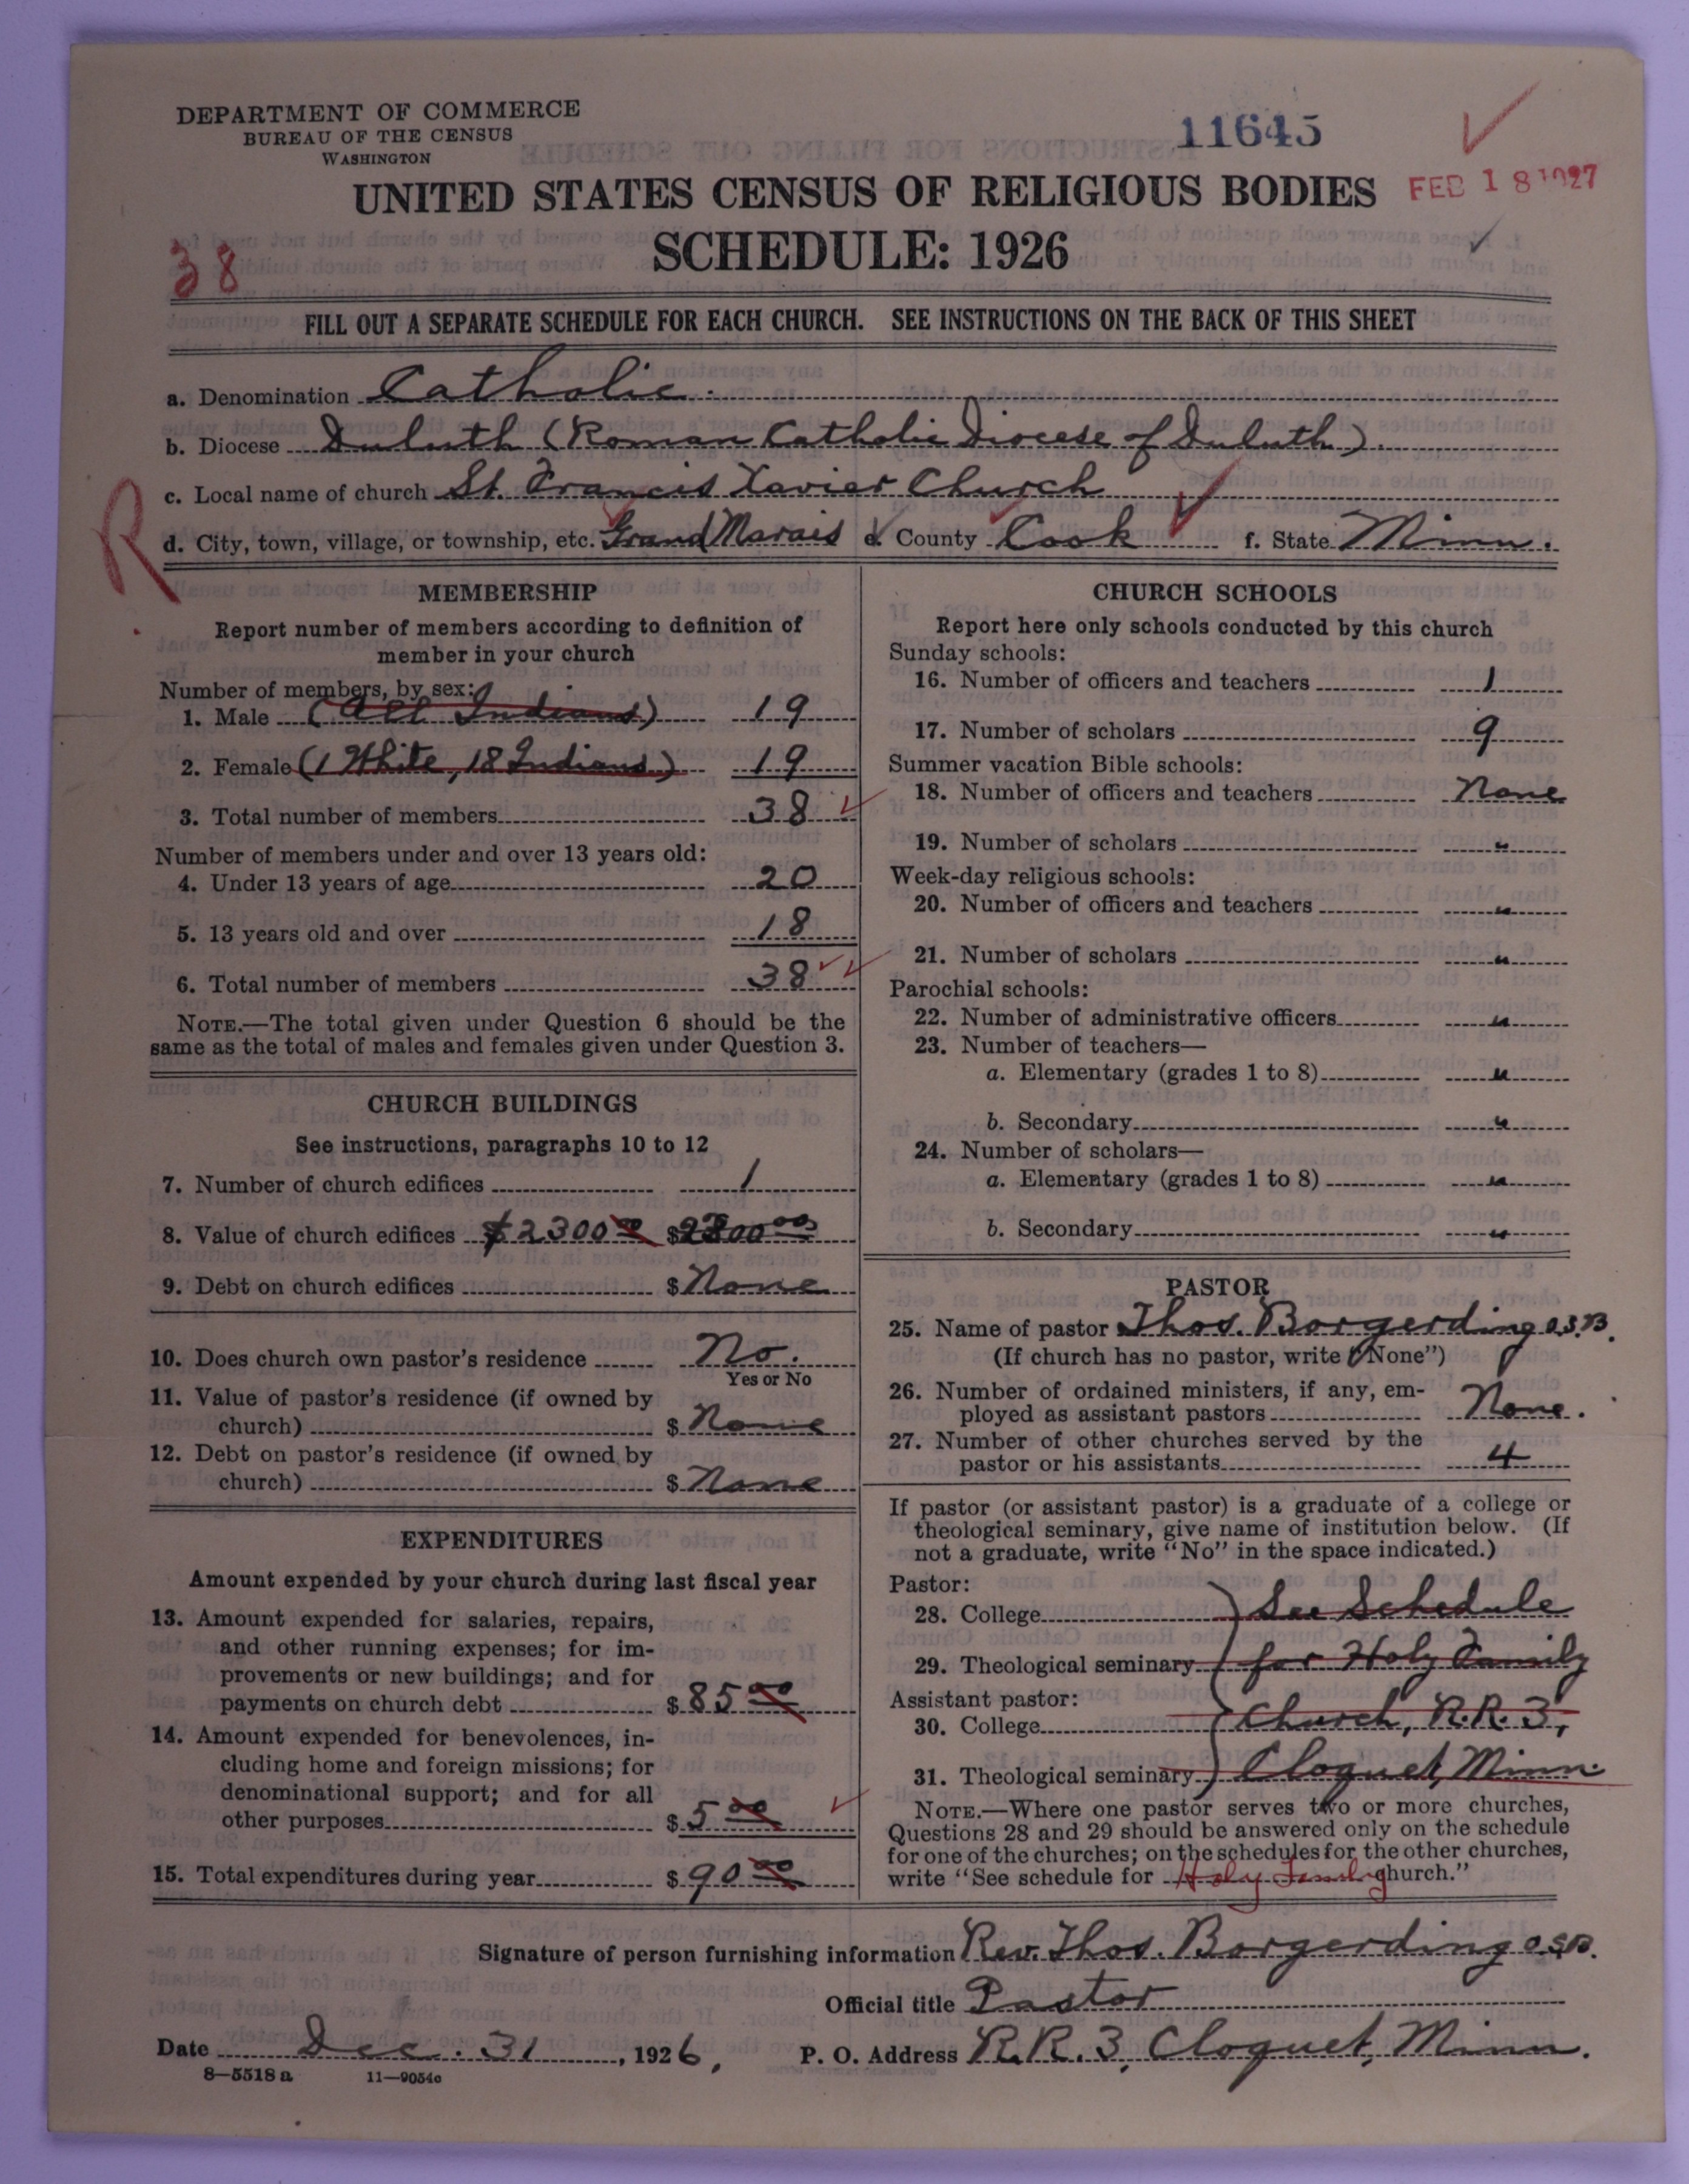 DEPARTMENT OF COMMERCE
BUREAU OF THE CENSUS
WASHINGTON
11645
UNITED STATES CENSUS OF RELIGIOUS BODIES
FEB 18 1927
SCHEDULE: 1926
38
FILL OUT A SEPARATE SCHEDULE FOR EACH CHURCH. SEE INSTRUCTIONS ON THE BACK OF THIS SHEET
a. Denomination Catholic.
b. Diocese Duluth (Roman Catholic Diocese of Duluth).
c. Local name of church St. Francis Xavier Church
R
d. City, town, village, or township, etc. Grand Marais e. County Cook f. State Minn.
MEMBERSHIP
Report number of members according to definition of
member in your church
Number of members, by sex:
1. Male (All Indians) 19
2. Female (1 White, 18 Indians.) 19
3. Total number of members 38
Number of members under and over 13 years old:
4. Under 13 years of age 20
5. 13 years old and over 18
6. Total number of members 38
NOTE.—The total given under Question 6 should be the
same as the total of males and females given under Question 3.
CHURCH BUILDINGS
See instructions, paragraphs 10 to 12
7. Number of church edifices 1
8. Value of church edifices $2300 00 $2300 00
9. Debt on church edifices $ None
10. Does church own pastor's residence No.
Yes or No
11. Value of pastor's residence (if owned by
church) $ None
12. Debt on pastor's residence (if owned by
church) $ None
EXPENDITURES
Amount expended by your church during last fiscal year
13. Amount expended for salaries, repairs,
and other running expenses; for im-
provements or new buildings; and for
payments on church debt $ 85 00
14. Amount expended for benevolences, in-
cluding home and foreign missions; for
denominational support; and for all
other purposes $ 5 00
15. Total expenditures during year $ 90 00
CHURCH SCHOOLS
Report here only schools conducted by this church
Sunday schools:
16. Number of officers and teachers 1
17. Number of scholars 9
Summer vacation Bible schools:
18. Number of officers and teachers None
19. Number of scholars "
Week-day religious schools:
20. Number of officers and teachers "
21. Number of scholars "
Parochial schools:
22. Number of administrative officers "
23. Number of teachers—
a. Elementary (grades 1 to 8) "
b. Secondary "
24. Number of scholars—
a. Elementary (grades 1 to 8) "
b. Secondary "
PASTOR
25. Name of pastor Thos. Borgerding O.S.B.
(If church has no pastor, write "None")
26. Number of ordained ministers, if any, em-
ployed as assistant pastors None.
27. Number of other churches served by the
pastor or his assistants 4
If pastor (or assistant pastor) is a graduate of a college or
theological seminary, give name of institution below. (If
not a graduate, write "No" in the space indicated.)
Pastor:
28. College See Schedule
29. Theological seminary for Holy Family
Assistant pastor:
30. College Church, R.R. 3,
31. Theological seminary Cloquet, Minn.
NOTE.—Where one pastor serves two or more churches,
Questions 28 and 29 should be answered only on the schedule
for one of the churches; on the schedules for the other churches,
write "See schedule for Holy Family church."
Signature of person furnishing information Rev. Thos. Borgerding O.S.B.
Official title Pastor
Date Dec. 31, 1926, P. O. Address R.R. 3, Cloquet, Minn.
8—5518 a 11—9054c